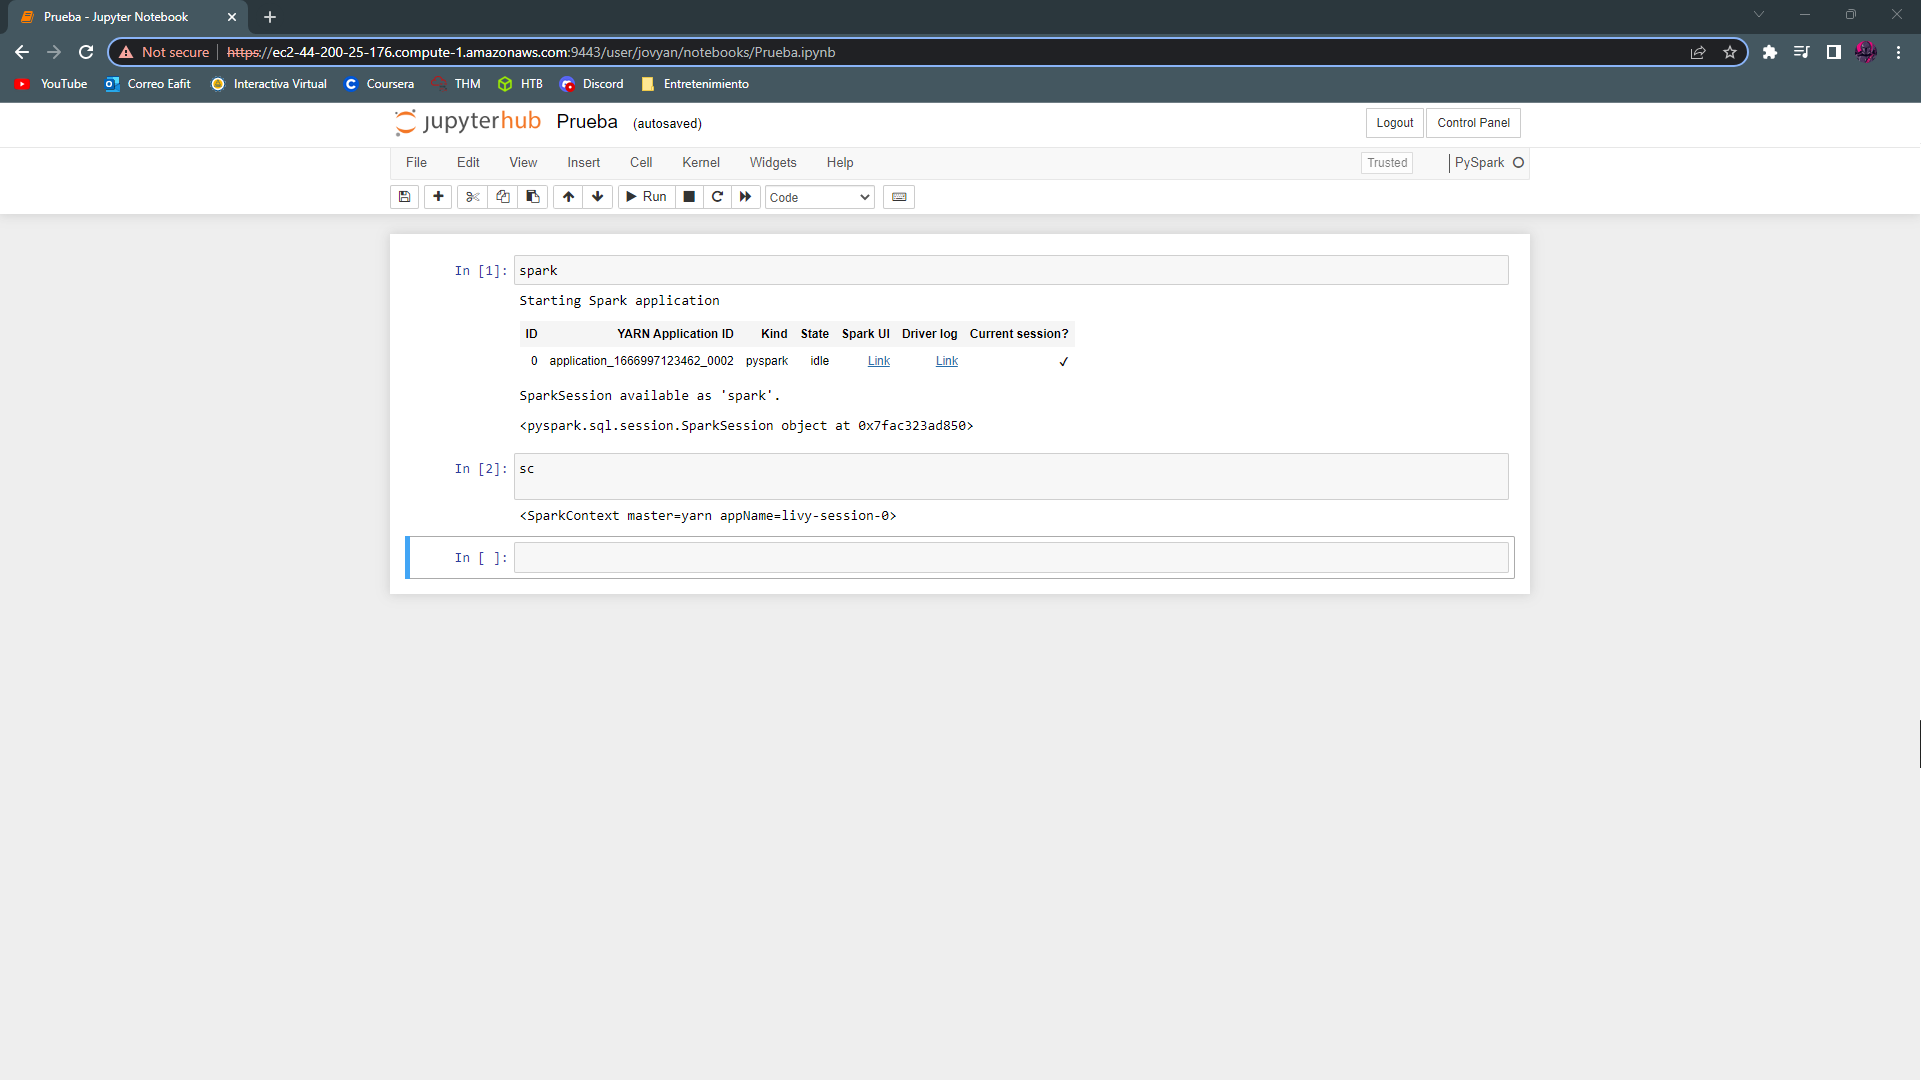 Prueba - Jupyter Notebook
Not secure https://ec2-44-200-25-176.compute-1.amazonaws.com:9443/user/jovyan/notebooks/Prueba.ipynb
YouTube Correo Eafit Interactiva Virtual Coursera THM HTB Discord Entretenimiento
jupyterhub Prueba (autosaved) Logout Control Panel
File Edit View Insert Cell Kernel Widgets Help Trusted PySpark
Run Code
In [1]: spark
Starting Spark application
ID YARN Application ID Kind State Spark UI Driver log Current session?
0 application_1666997123462_0002 pyspark idle Link Link ✓
SparkSession available as 'spark'.
<pyspark.sql.session.SparkSession object at 0x7fac323ad850>
In [2]: sc
<SparkContext master=yarn appName=livy-session-0>
In [ ]: